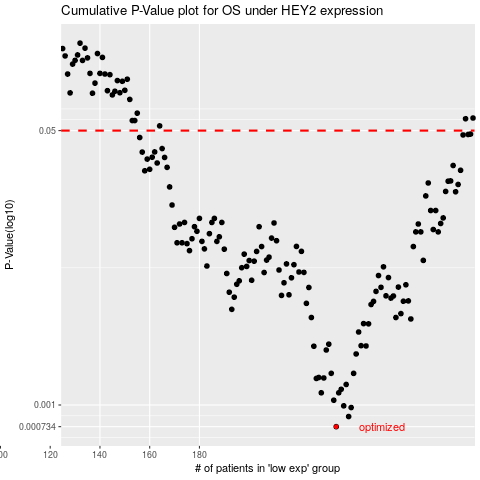 Cumulative P-Value plot for OS under HEY2 expression
P-Value(log10)
0.05
0.001
0.000734
optimized
00 120 140 160 180
# of patients in 'low exp' group